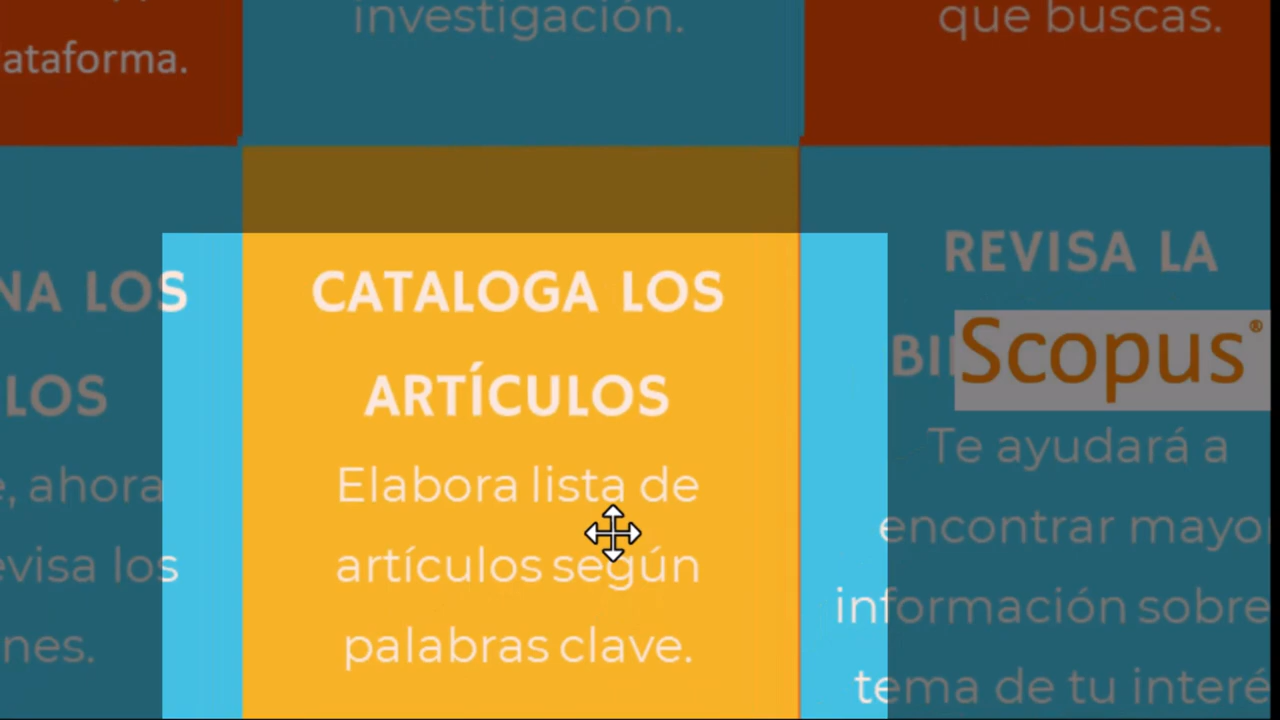 investigación.
que buscas.
ataforma.
NA LOS
LOS
, ahora
evisa los
nes.
CATALOGA LOS
ARTÍCULOS
Elabora lista de
artículos según
palabras clave.
REVISA LA
Scopus®
Te ayudará a
encontrar mayor
información sobre
tema de tu interé